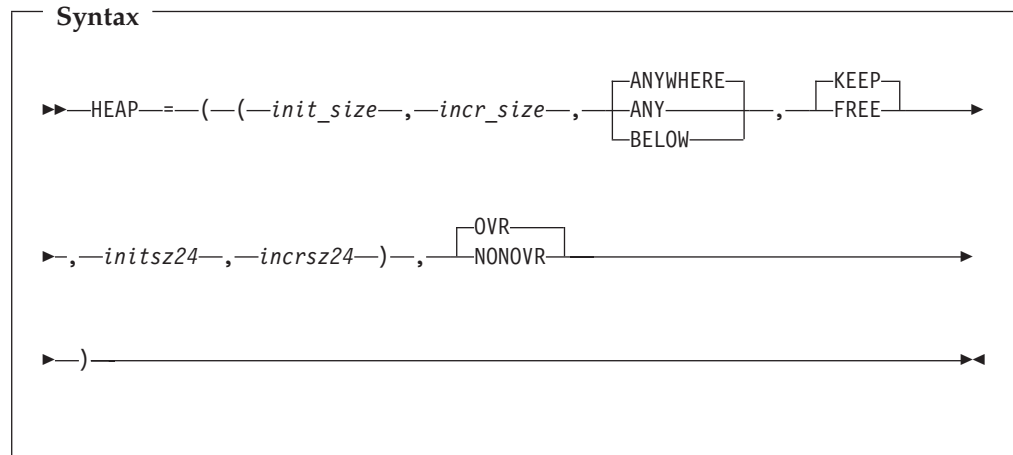 Syntax
ANYWHERE KEEP
HEAP = ( ( init_size , incr_size , ANY , FREE
BELOW
OVR
, initsz24 , incrsz24 ) , NONOVR
)